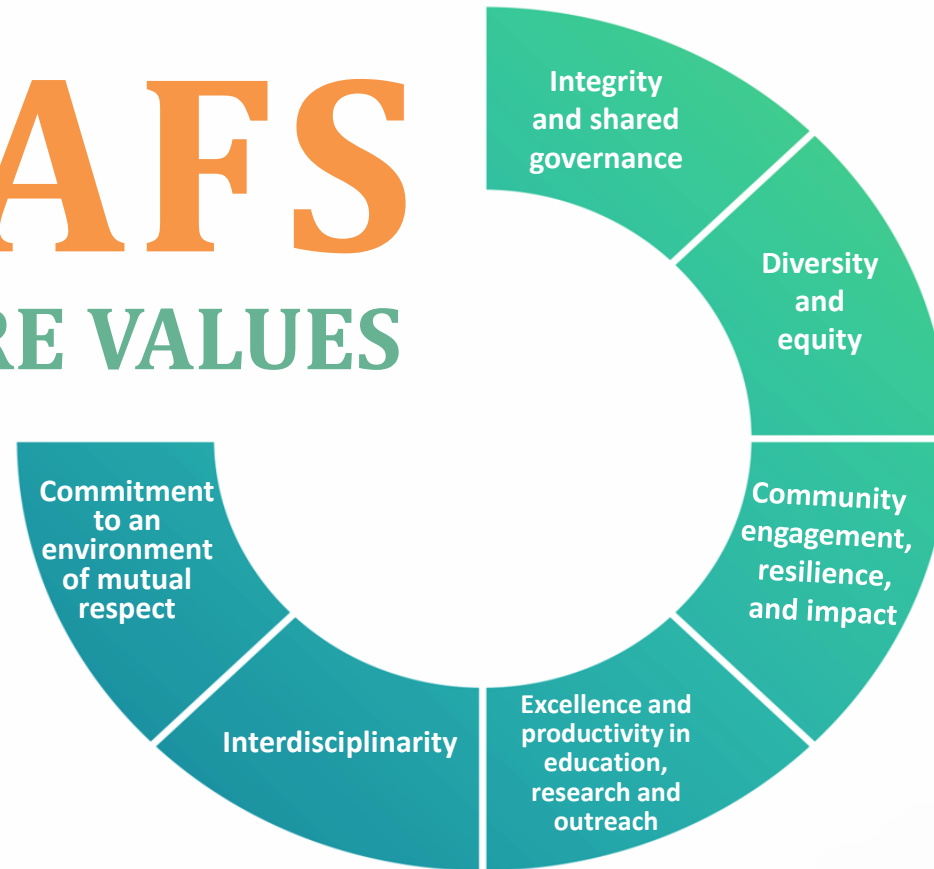 AFS
RE VALUES
Integrity
and shared
governance
Diversity
and
equity
Community
engagement,
resilience,
and impact
Excellence and
productivity in
education,
research and
outreach
Interdisciplinarity
Commitment
to an
environment
of mutual
respect